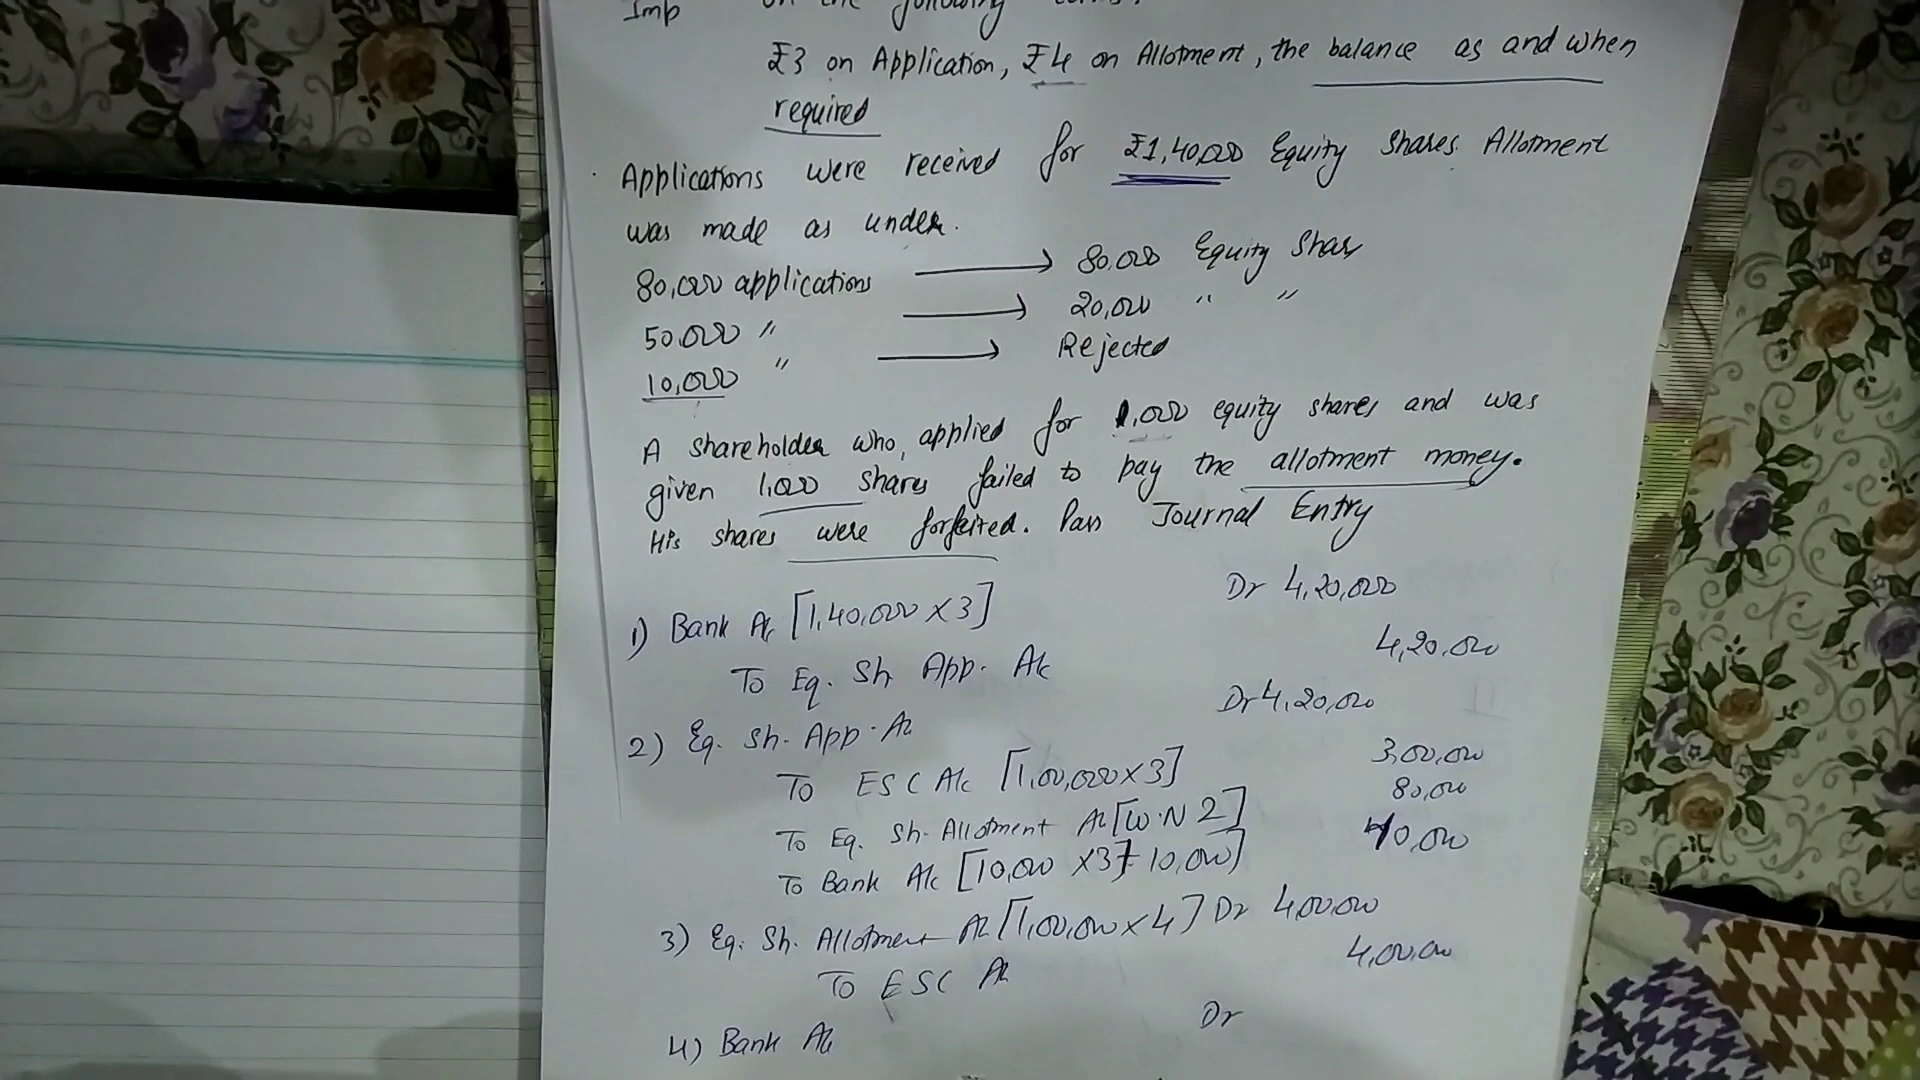 Imp on the following terms.
₹3 on Application, ₹4 on Allotment, the balance as and when
required
Applications were received for ₹1,40,000 Equity Shares. Allotment
was made as under.
80,000 applications → 80,000 Equity Shares
50,000 " → 20,000 " "
10,000 " → Rejected
A shareholder who, applied for 1,000 equity shares and was
given 1,000 shares failed to pay the allotment money.
His shares were forfeited. Pass Journal Entry
1) Bank A/c [1,40,000 × 3] Dr 4,20,000
To Eq. Sh App. A/c 4,20,000
2) Eq. Sh. App. A/c Dr 4,20,000
To ESC A/c [1,00,000 × 3] 3,00,000
To Eq. Sh. Allotment A/c [W.N 2] 80,000
To Bank A/c [10,000 × 3 + 10,000] 40,000
3) Eq. Sh. Allotment A/c [1,00,000 × 4] Dr 4,00,000
To ESC A/c 4,00,000
4) Bank A/c Dr